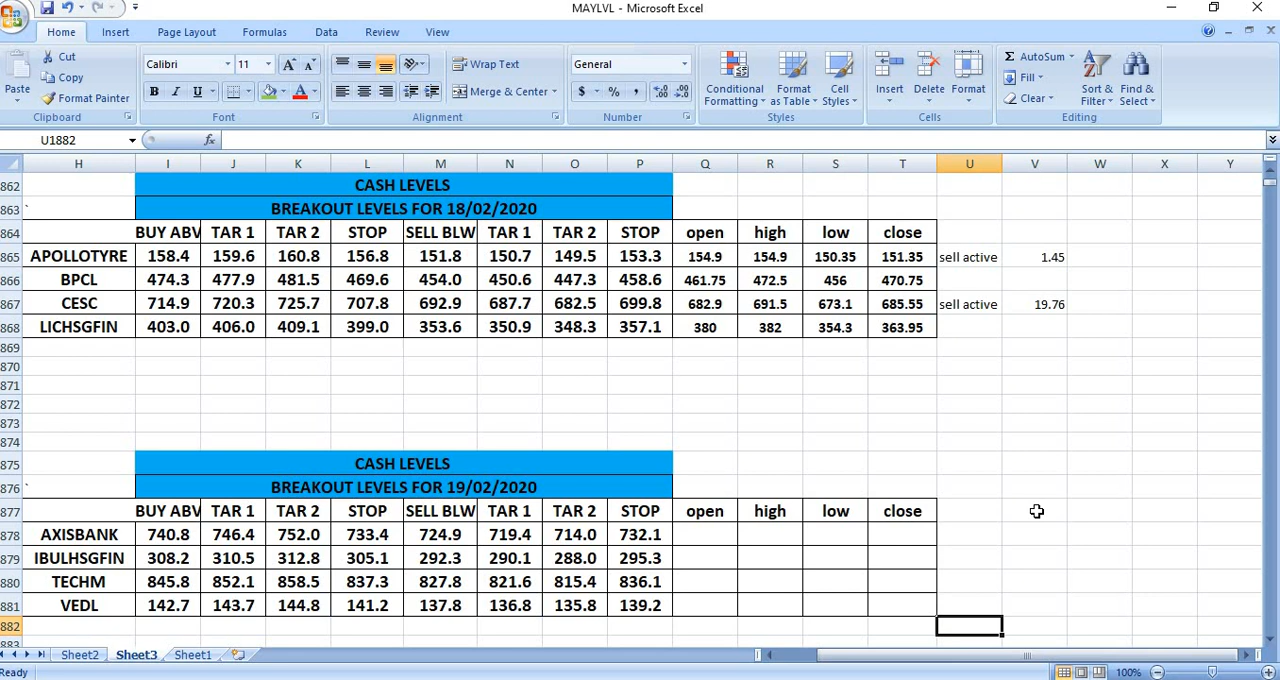 MAYLVL - Microsoft Excel
Home Insert Page Layout Formulas Data Review View
Paste Cut Copy Format Painter Clipboard
Calibri 11 A A B I U A Font
Wrap Text Merge & Center Alignment
General $ % , Number
Conditional Formatting Format as Table Cell Styles Styles
Insert Delete Format Cells
Σ AutoSum Fill Clear Sort & Filter Find & Select Editing
U1882 fx
H I J K L M N O P Q R S T U V W X Y
862 CASH LEVELS
863 ` BREAKOUT LEVELS FOR 18/02/2020
864 BUY ABV TAR 1 TAR 2 STOP SELL BLW TAR 1 TAR 2 STOP open high low close
865 APOLLOTYRE 158.4 159.6 160.8 156.8 151.8 150.7 149.5 153.3 154.9 154.9 150.35 151.35 sell active 1.45
866 BPCL 474.3 477.9 481.5 469.6 454.0 450.6 447.3 458.6 461.75 472.5 456 470.75
867 CESC 714.9 720.3 725.7 707.8 692.9 687.7 682.5 699.8 682.9 691.5 673.1 685.55 sell active 19.76
868 LICHSGFIN 403.0 406.0 409.1 399.0 353.6 350.9 348.3 357.1 380 382 354.3 363.95
869
870
871
872
873
874
875 CASH LEVELS
876 ` BREAKOUT LEVELS FOR 19/02/2020
877 BUY ABV TAR 1 TAR 2 STOP SELL BLW TAR 1 TAR 2 STOP open high low close
878 AXISBANK 740.8 746.4 752.0 733.4 724.9 719.4 714.0 732.1
879 IBULHSGFIN 308.2 310.5 312.8 305.1 292.3 290.1 288.0 295.3
880 TECHM 845.8 852.1 858.5 837.3 827.8 821.6 815.4 836.1
881 VEDL 142.7 143.7 144.8 141.2 137.8 136.8 135.8 139.2
882
883
Sheet2 Sheet3 Sheet1
Ready 100%